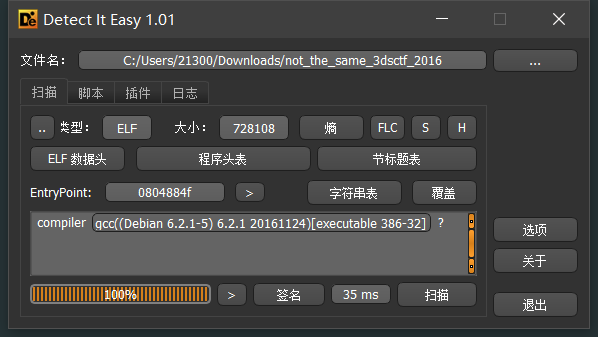 Detect It Easy 1.01
文件名： C:/Users/21300/Downloads/not_the_same_3dsctf_2016 ...
扫描 脚本 插件 日志
.. 类型： ELF 大小： 728108 熵 FLC S H
ELF 数据头 程序头表 节标题表
EntryPoint: 0804884f > 字符串表 覆盖
compiler gcc((Debian 6.2.1-5) 6.2.1 20161124)[executable 386-32] ?
选项
关于
100% > 签名 35 ms 扫描 退出